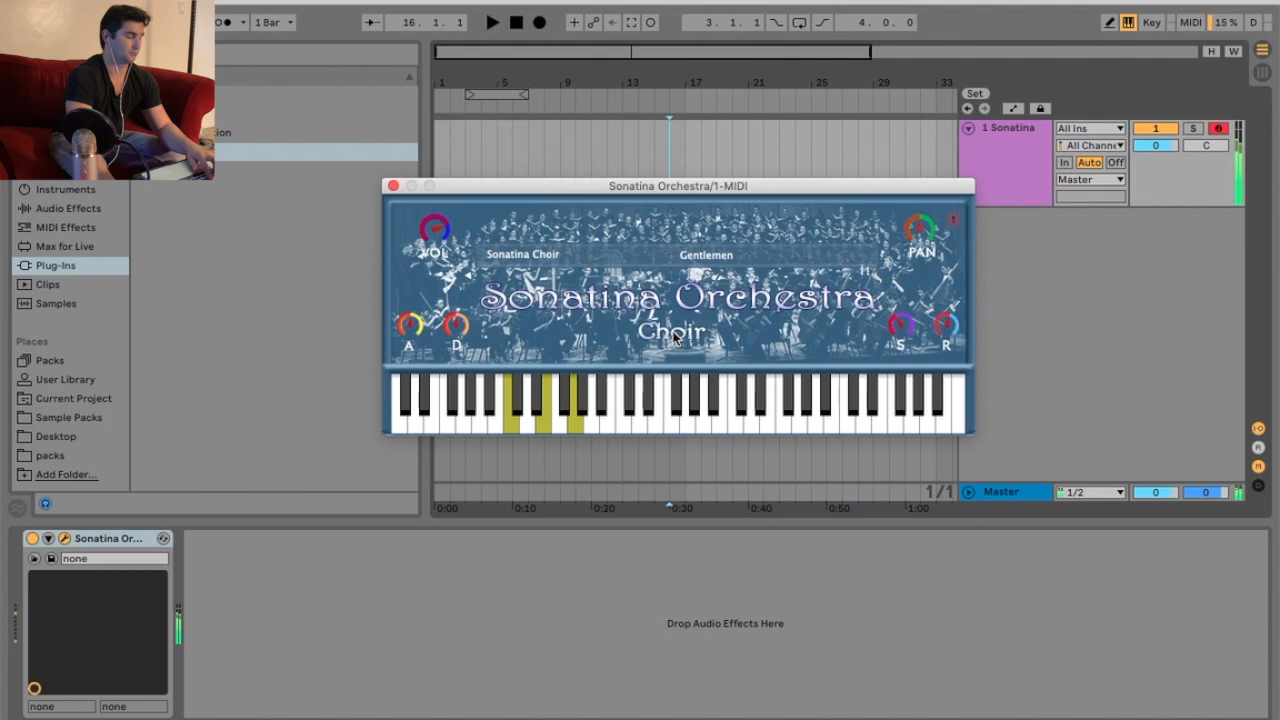 1 Bar
16. 1. 1
3. 1. 1
4. 0. 0
Key
MIDI
15 %
D
H
W
1
5
9
13
17
21
25
29
33
Set
1 Sonatina
All Ins
1
S
0
C
In
Auto
Off
Master
Instruments
Audio Effects
MIDI Effects
Max for Live
Plug-Ins
Clips
Samples
Places
Packs
User Library
Current Project
Sample Packs
Desktop
packs
Add Folder...
Sonatina Orchestra/1-MIDI
VOL
Sonatina Choir
Gentlemen
PAN
Sonatina Orchestra
Choir
A
D
S
R
1/1
Master
1/2
0
0
0:00
0:10
0:20
0:30
0:40
0:50
1:00
Sonatina Or...
none
none
none
Drop Audio Effects Here